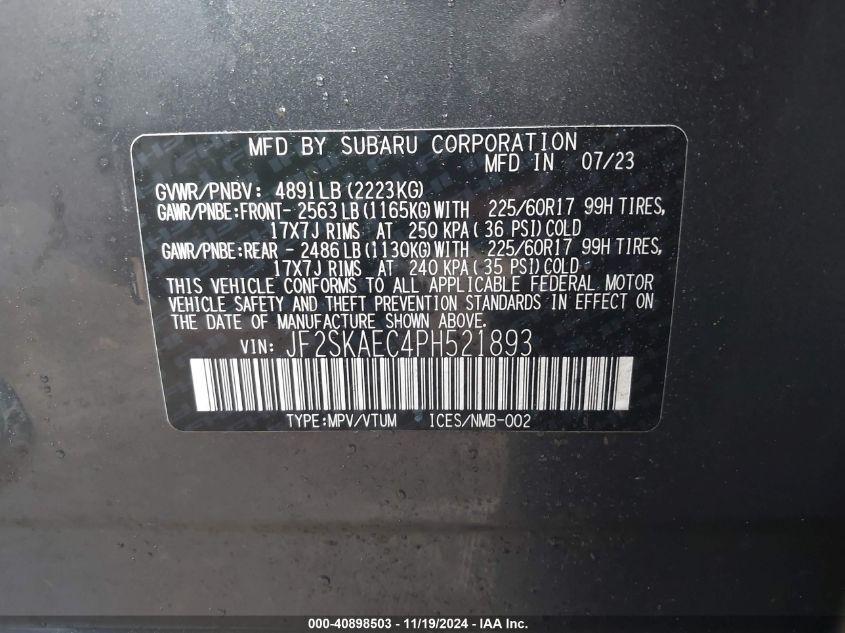 MFD BY SUBARU CORPORATION
MFD IN 07/23
GVWR/PNBV: 4891LB(2223KG)
GAWR/PNBE:FRONT- 2563LB(1165KG)WITH 225/60R17 99H TIRES,
17X7J RIMS AT 250 KPA( 36 PSI)COLD
GAWR/PNBE:REAR - 2486LB(1130KG)WITH 225/60R17 99H TIRES,
17X7J RIMS AT 240 KPA( 35 PSI)COLD
THIS VEHICLE CONFORMS TO ALL APPLICABLE FEDERAL MOTOR
VEHICLE SAFETY AND THEFT PREVENTION STANDARDS IN EFFECT ON
THE DATE OF MANUFACTURE SHOWN ABOVE.
VIN: JF2SKAEC4PH521893
TYPE:MPV/VTUM ICES/NMB-002
000-40898503 - 11/19/2024 - IAA Inc.